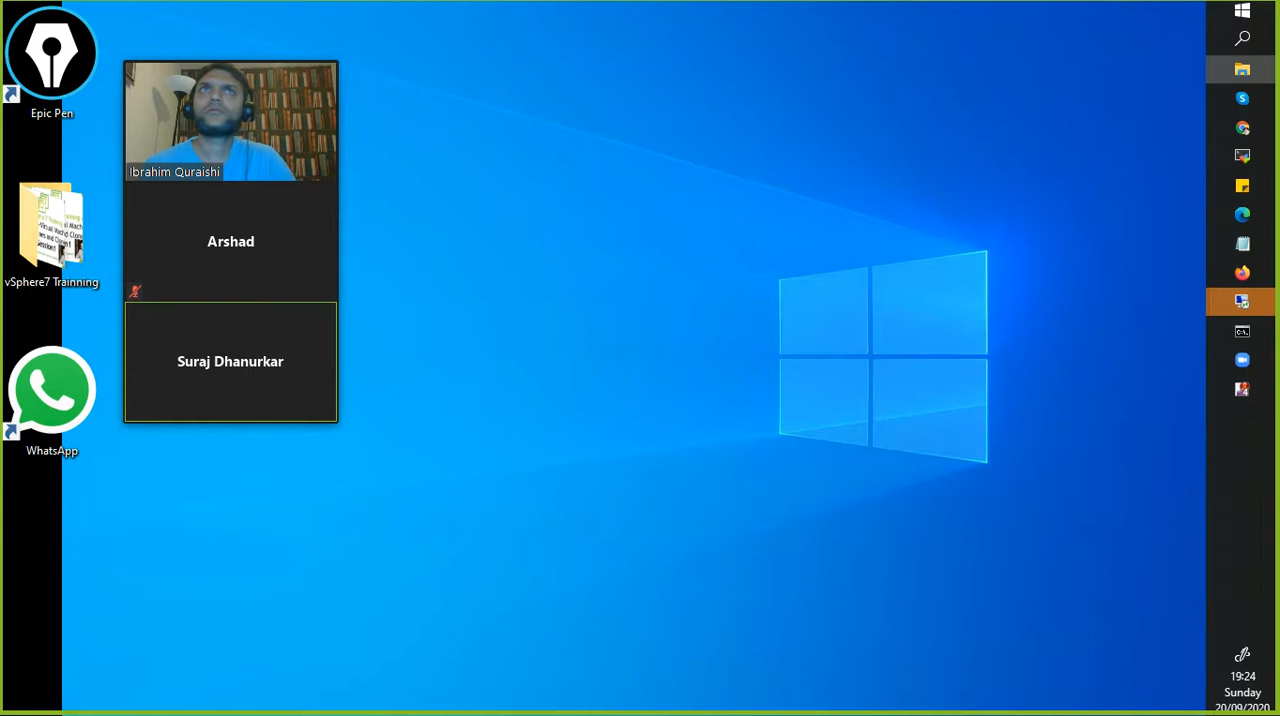 Epic Pen
vSphere7 Trainning
WhatsApp
Ibrahim Quraishi
Arshad
Suraj Dhanurkar
19:24
Sunday
20/09/2020